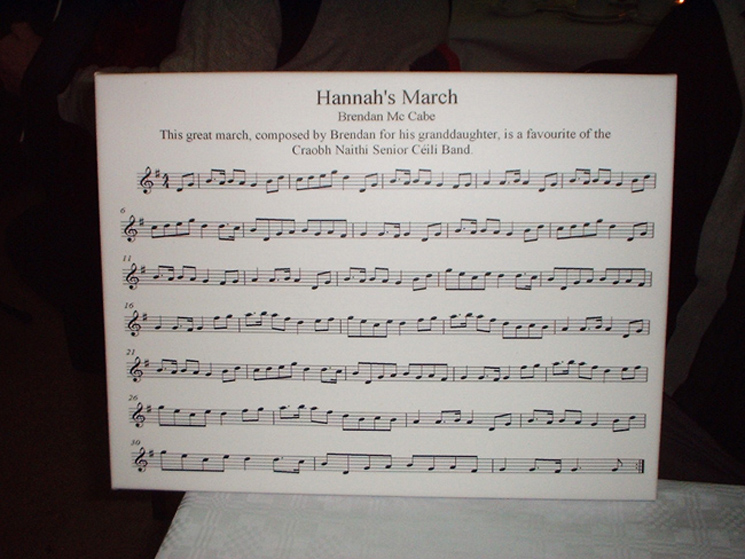 Hannah's March
Brendan Mc Cabe
This great march, composed by Brendan for his granddaughter, is a favourite of the
Craobh Naithi Senior Céili Band.
6
11
16
21
26
30